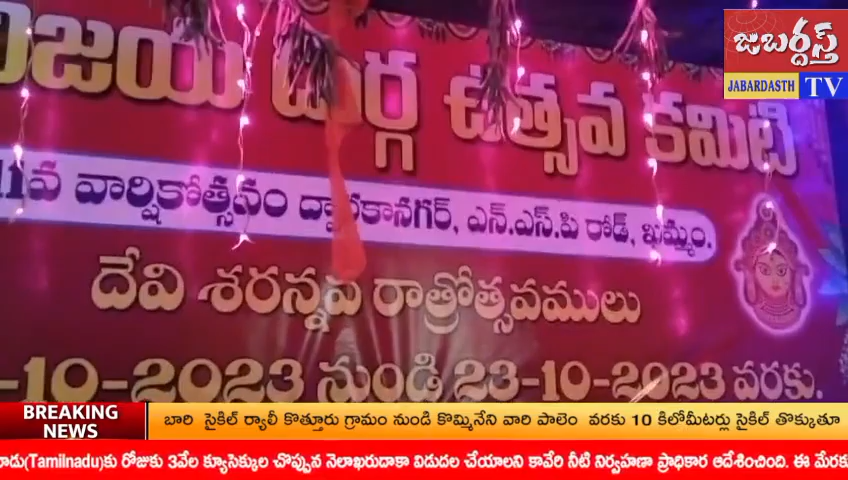 జబర్దస్త్
JABARDASTH TV
విజయ దుర్గ ఉత్సవ కమిటి
11వ వార్షికోత్సవం ద్వారకానగర్, ఎన్.ఎస్.పి రోడ్, ఖమ్మం.
దేవి శరన్నవ రాత్రోత్సవములు
-10-2023 నుండి 23-10-2023 వరకు.
BREAKING NEWS
బారి సైకిల్ ర్యాలీ కొత్తూరు గ్రామం నుండి కొమ్మినేని వారి పాలెం వరకు 10 కిలోమీటర్లు సైకిల్ తొక్కుతూ
నాడు(Tamilnadu)కు రోజుకు 3వేల క్యూసెక్కుల చొప్పున నెలాఖరుదాకా విడుదల చేయాలని కావేరి నీటి నిర్వహణా ప్రాధికార ఆదేశించింది. ఈ మేరకు